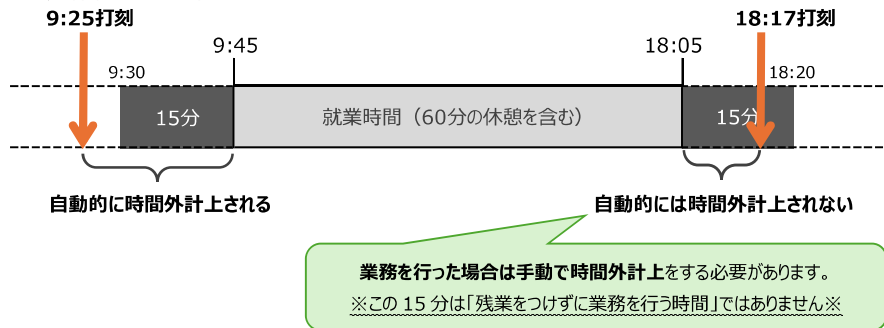 9:25打刻
18:17打刻
9:45
18:05
9:30
18:20
15分
就業時間（60分の休憩を含む）
15分
自動的に時間外計上される
自動的には時間外計上されない
業務を行った場合は手動で時間外計上をする必要があります。
※この 15 分は「残業をつけずに業務を行う時間」ではありません※